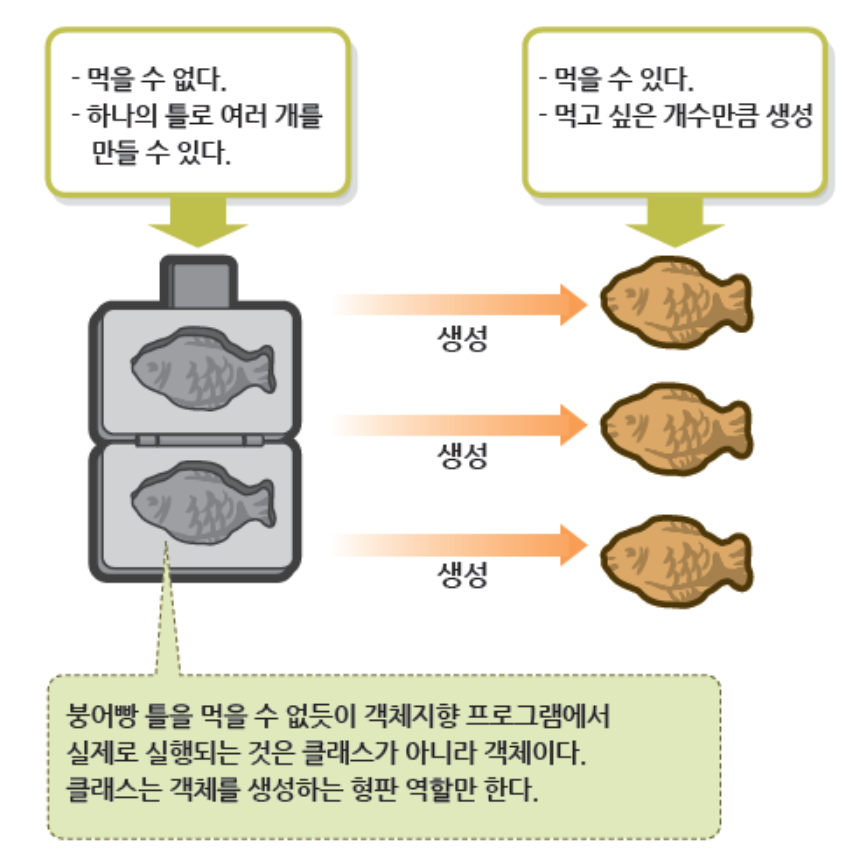 - 먹을 수 없다.
- 하나의 틀로 여러 개를
만들 수 있다.
- 먹을 수 있다.
- 먹고 싶은 개수만큼 생성
생성
생성
생성
붕어빵 틀을 먹을 수 없듯이 객체지향 프로그램에서
실제로 실행되는 것은 클래스가 아니라 객체이다.
클래스는 객체를 생성하는 형판 역할만 한다.